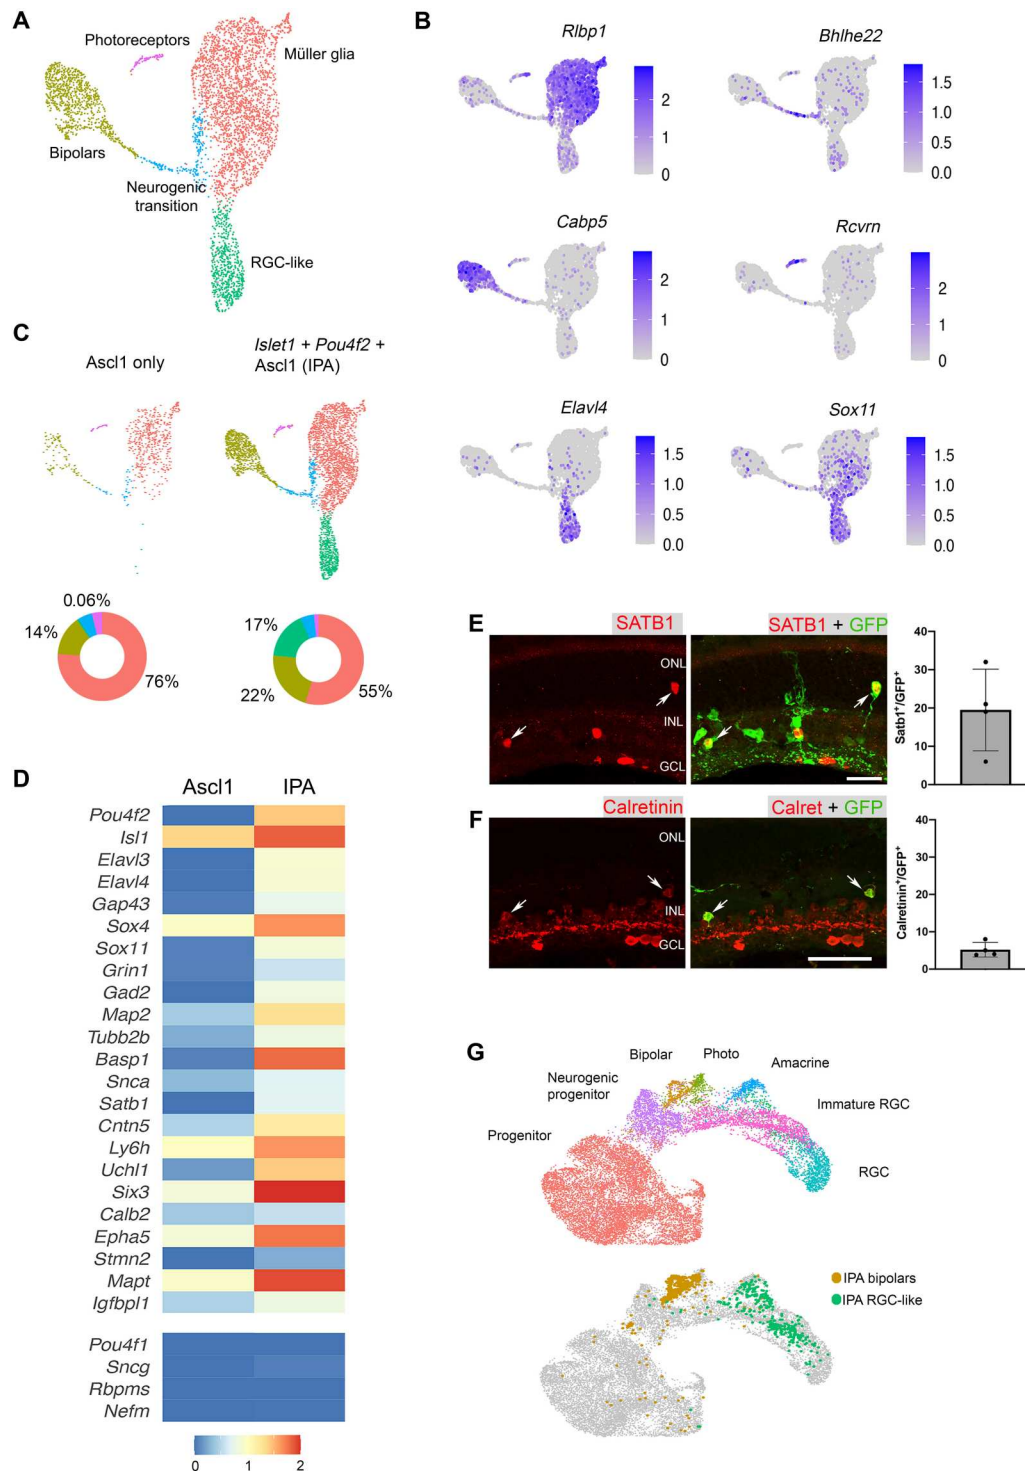 A
Photoreceptors
Müller glia
Bipolars
Neurogenic
transition
RGC-like
B
Rlbp1
2
1
0
Bhlhe22
1.5
1.0
0.5
0.0
Cabp5
2
1
0
Rcvrn
2
1
0
Elavl4
1.5
1.0
0.5
0.0
Sox11
1.5
1.0
0.5
0.0
C
Ascl1 only
Islet1 + Pou4f2 +
Ascl1 (IPA)
0.06%
14%
76%
17%
22%
55%
D
Ascl1 IPA
Pou4f2
Isl1
Elavl3
Elavl4
Gap43
Sox4
Sox11
Grin1
Gad2
Map2
Tubb2b
Basp1
Snca
Satb1
Cntn5
Ly6h
Uchl1
Six3
Calb2
Epha5
Stmn2
Mapt
Igfbpl1
Pou4f1
Sncg
Rbpms
Nefm
0 1 2
E
SATB1
SATB1 + GFP
ONL
INL
GCL
Satb1+/GFP+
40
30
20
10
0
F
Calretinin
Calret + GFP
ONL
INL
GCL
Calretinin+/GFP+
40
30
20
10
0
G
Bipolar
Photo
Amacrine
Neurogenic
progenitor
Immature RGC
Progenitor
RGC
IPA bipolars
IPA RGC-like